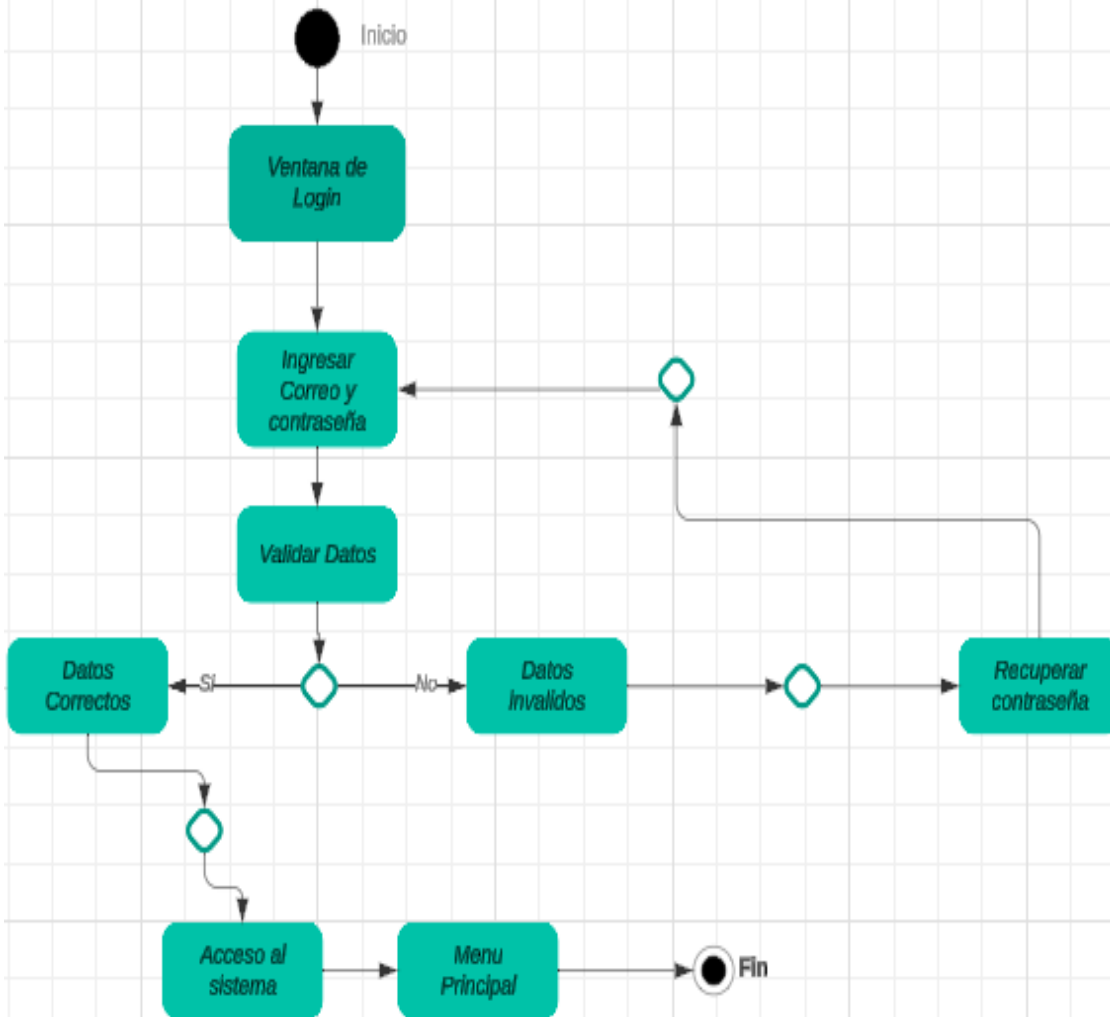 Inicio
Ventana de
Login
Ingresar
Correo y
contraseña
Validar Datos
Datos
Correctos
Sí
No
Datos
Invalidos
Recuperar
contraseña
Acceso al
sistema
Menu
Principal
Fin